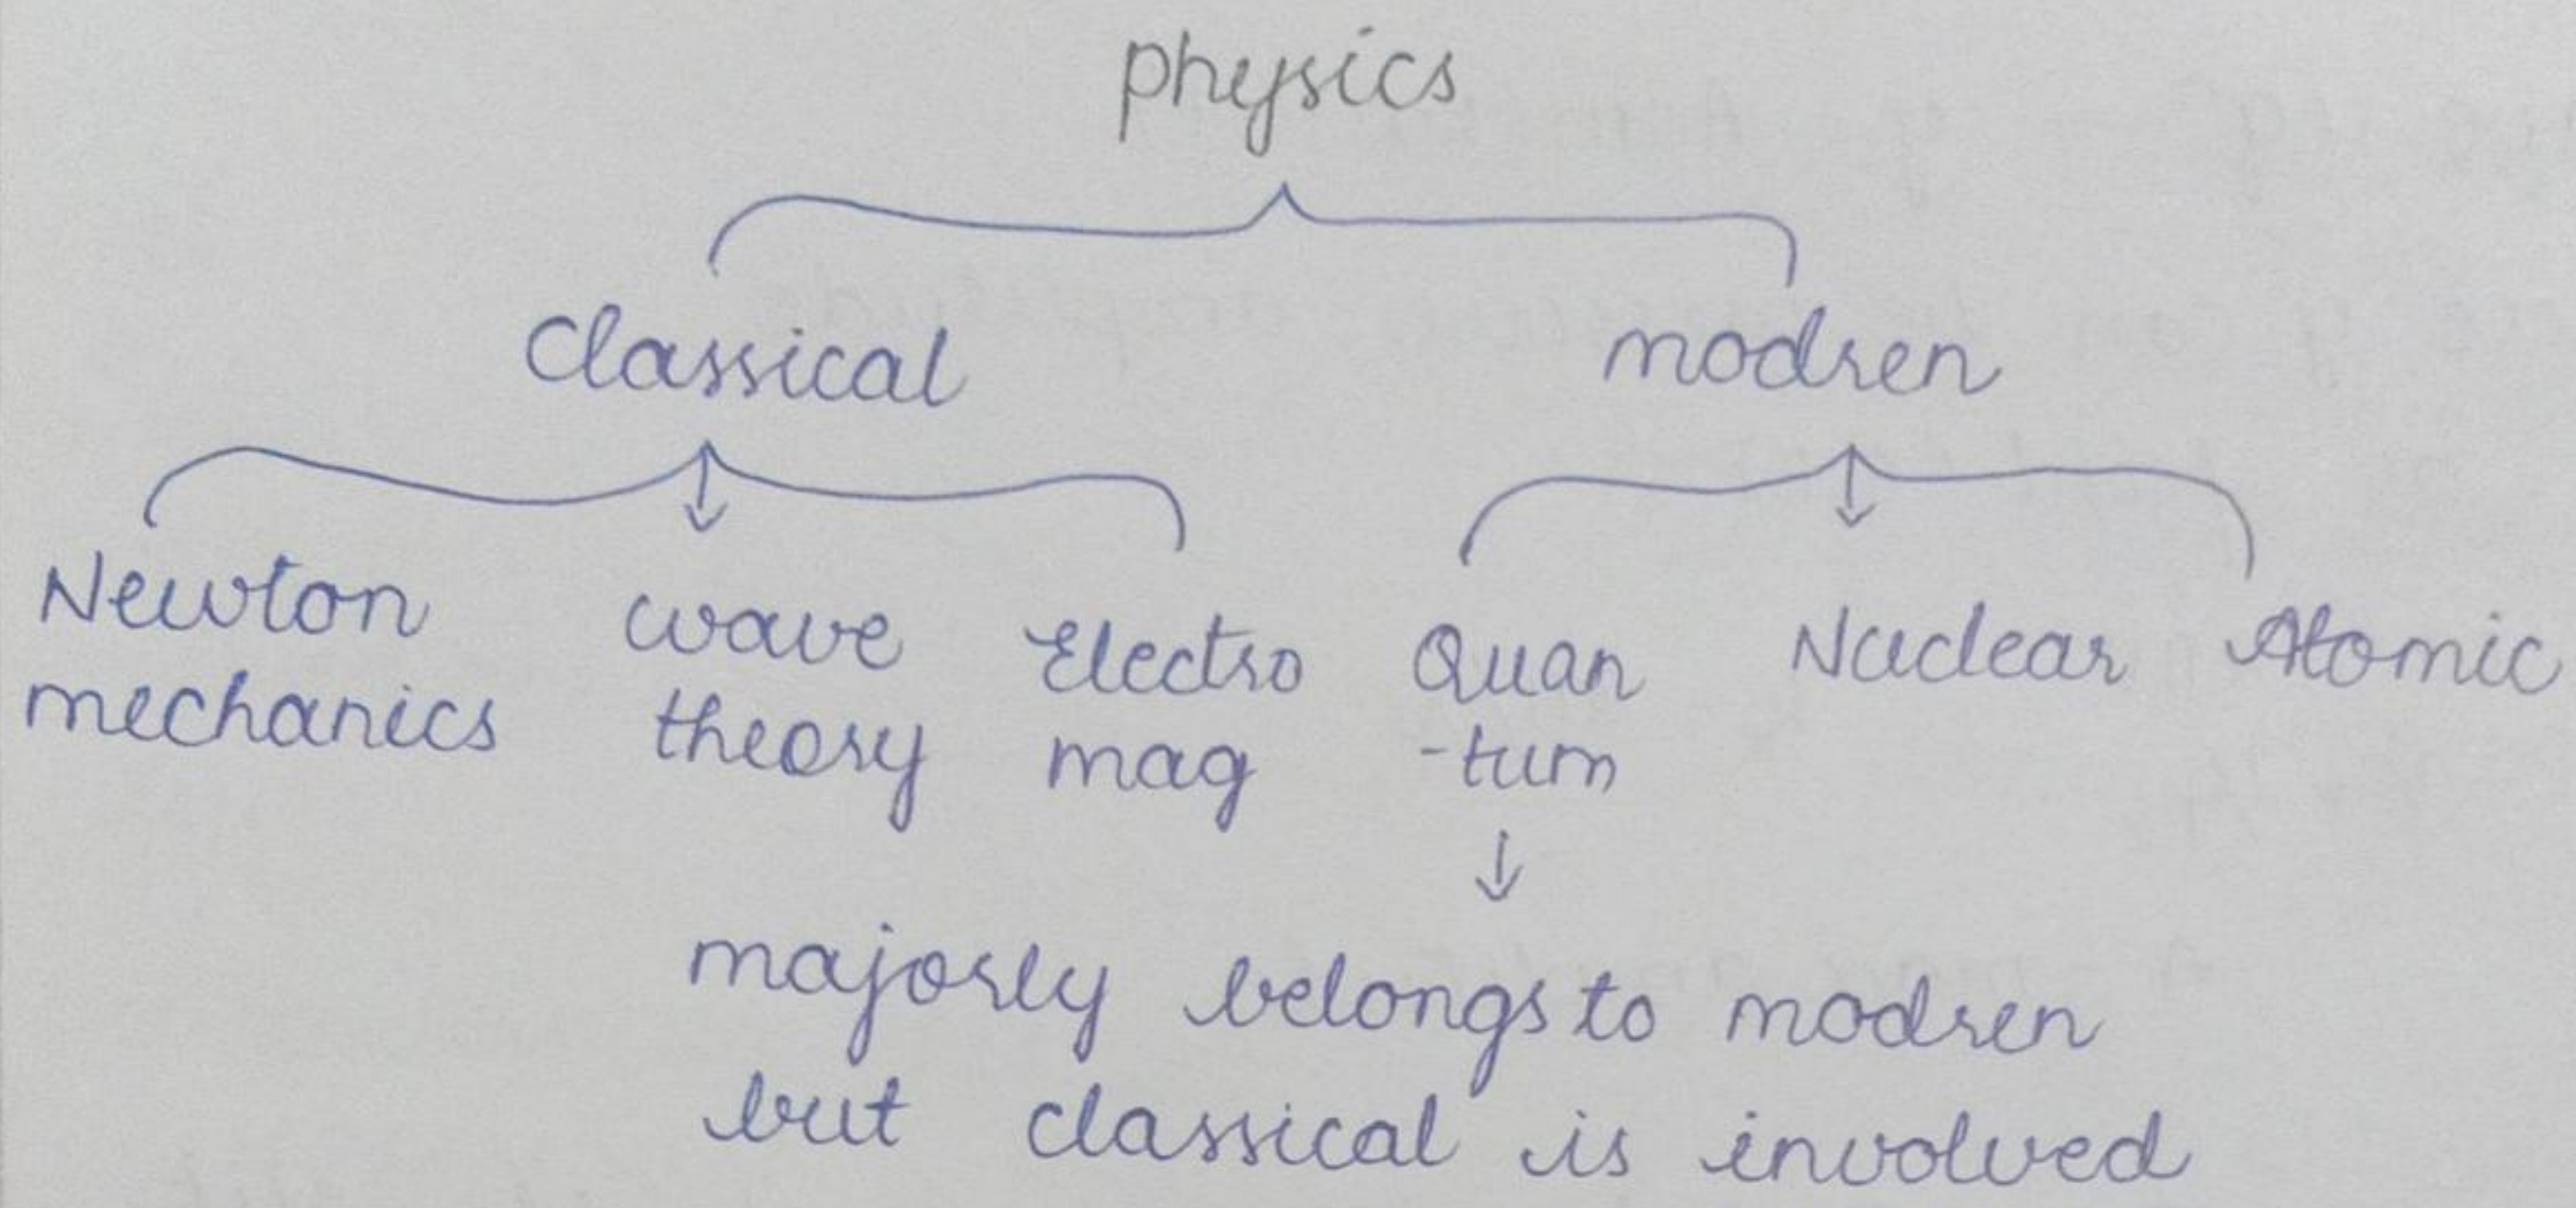 physics
Classical modren
Newton wave Electro Quan Nuclear Atomic
mechanics theory mag -tum
majorly belongs to modren
but classical is involved